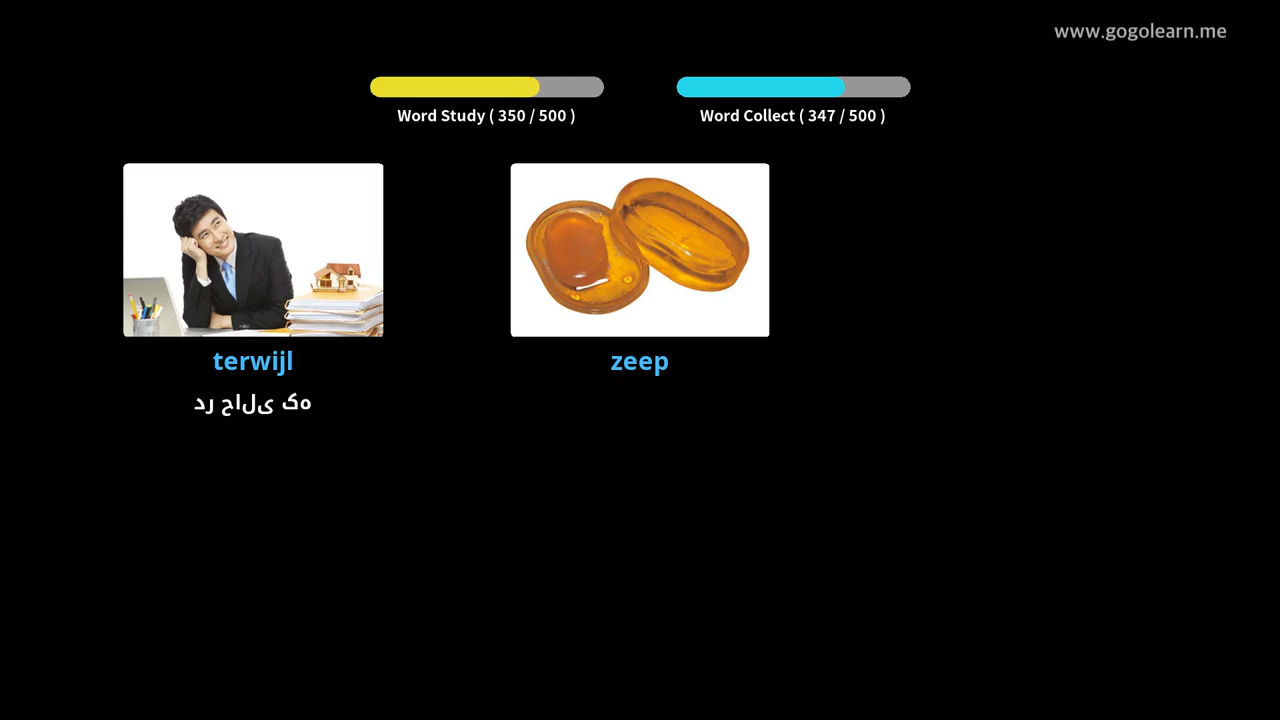 www.gogolearn.me
Word Study ( 350 / 500 )
Word Collect ( 347 / 500 )
terwijl
zeep
در حالی که